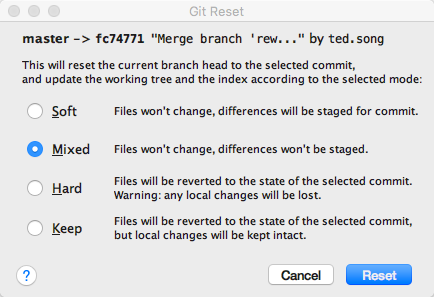 Git Reset
master -> fc74771 "Merge branch 'rew..." by ted.song
This will reset the current branch head to the selected commit,
and update the working tree and the index according to the selected mode:
Soft Files won't change, differences will be staged for commit.
Mixed Files won't change, differences won't be staged.
Hard Files will be reverted to the state of the selected commit.
Warning: any local changes will be lost.
Keep Files will be reverted to the state of the selected commit,
but local changes will be kept intact.
? Cancel Reset